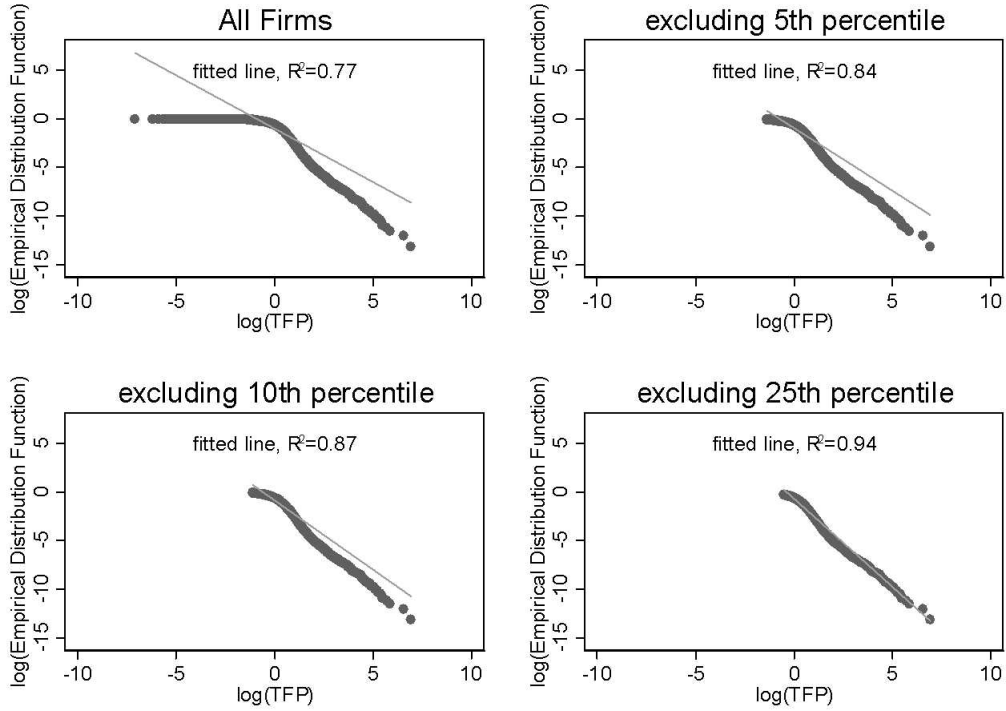 All Firms
fitted line, R²=0.77
log(Empirical Distribution Function)
5
0
-5
-10
-15
-10
-5
0
5
10
log(TFP)
excluding 5th percentile
fitted line, R²=0.84
log(Empirical Distribution Function)
5
0
-5
-10
-15
-10
-5
0
5
10
log(TFP)
excluding 10th percentile
fitted line, R²=0.87
log(Empirical Distribution Function)
5
0
-5
-10
-15
-10
-5
0
5
10
log(TFP)
excluding 25th percentile
fitted line, R²=0.94
log(Empirical Distribution Function)
5
0
-5
-10
-15
-10
-5
0
5
10
log(TFP)